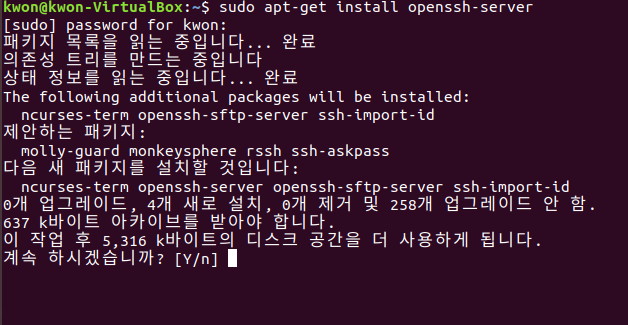 kwon@kwon-VirtualBox:~$ sudo apt-get install openssh-server
[sudo] password for kwon:
패키지 목록을 읽는 중입니다... 완료
의존성 트리를 만드는 중입니다
상태 정보를 읽는 중입니다... 완료
The following additional packages will be installed:
  ncurses-term openssh-sftp-server ssh-import-id
제안하는 패키지:
  molly-guard monkeysphere rssh ssh-askpass
다음 새 패키지를 설치할 것입니다:
  ncurses-term openssh-server openssh-sftp-server ssh-import-id
0개 업그레이드, 4개 새로 설치, 0개 제거 및 258개 업그레이드 안 함.
637 k바이트 아카이브를 받아야 합니다.
이 작업 후 5,316 k바이트의 디스크 공간을 더 사용하게 됩니다.
계속 하시겠습니까? [Y/n]